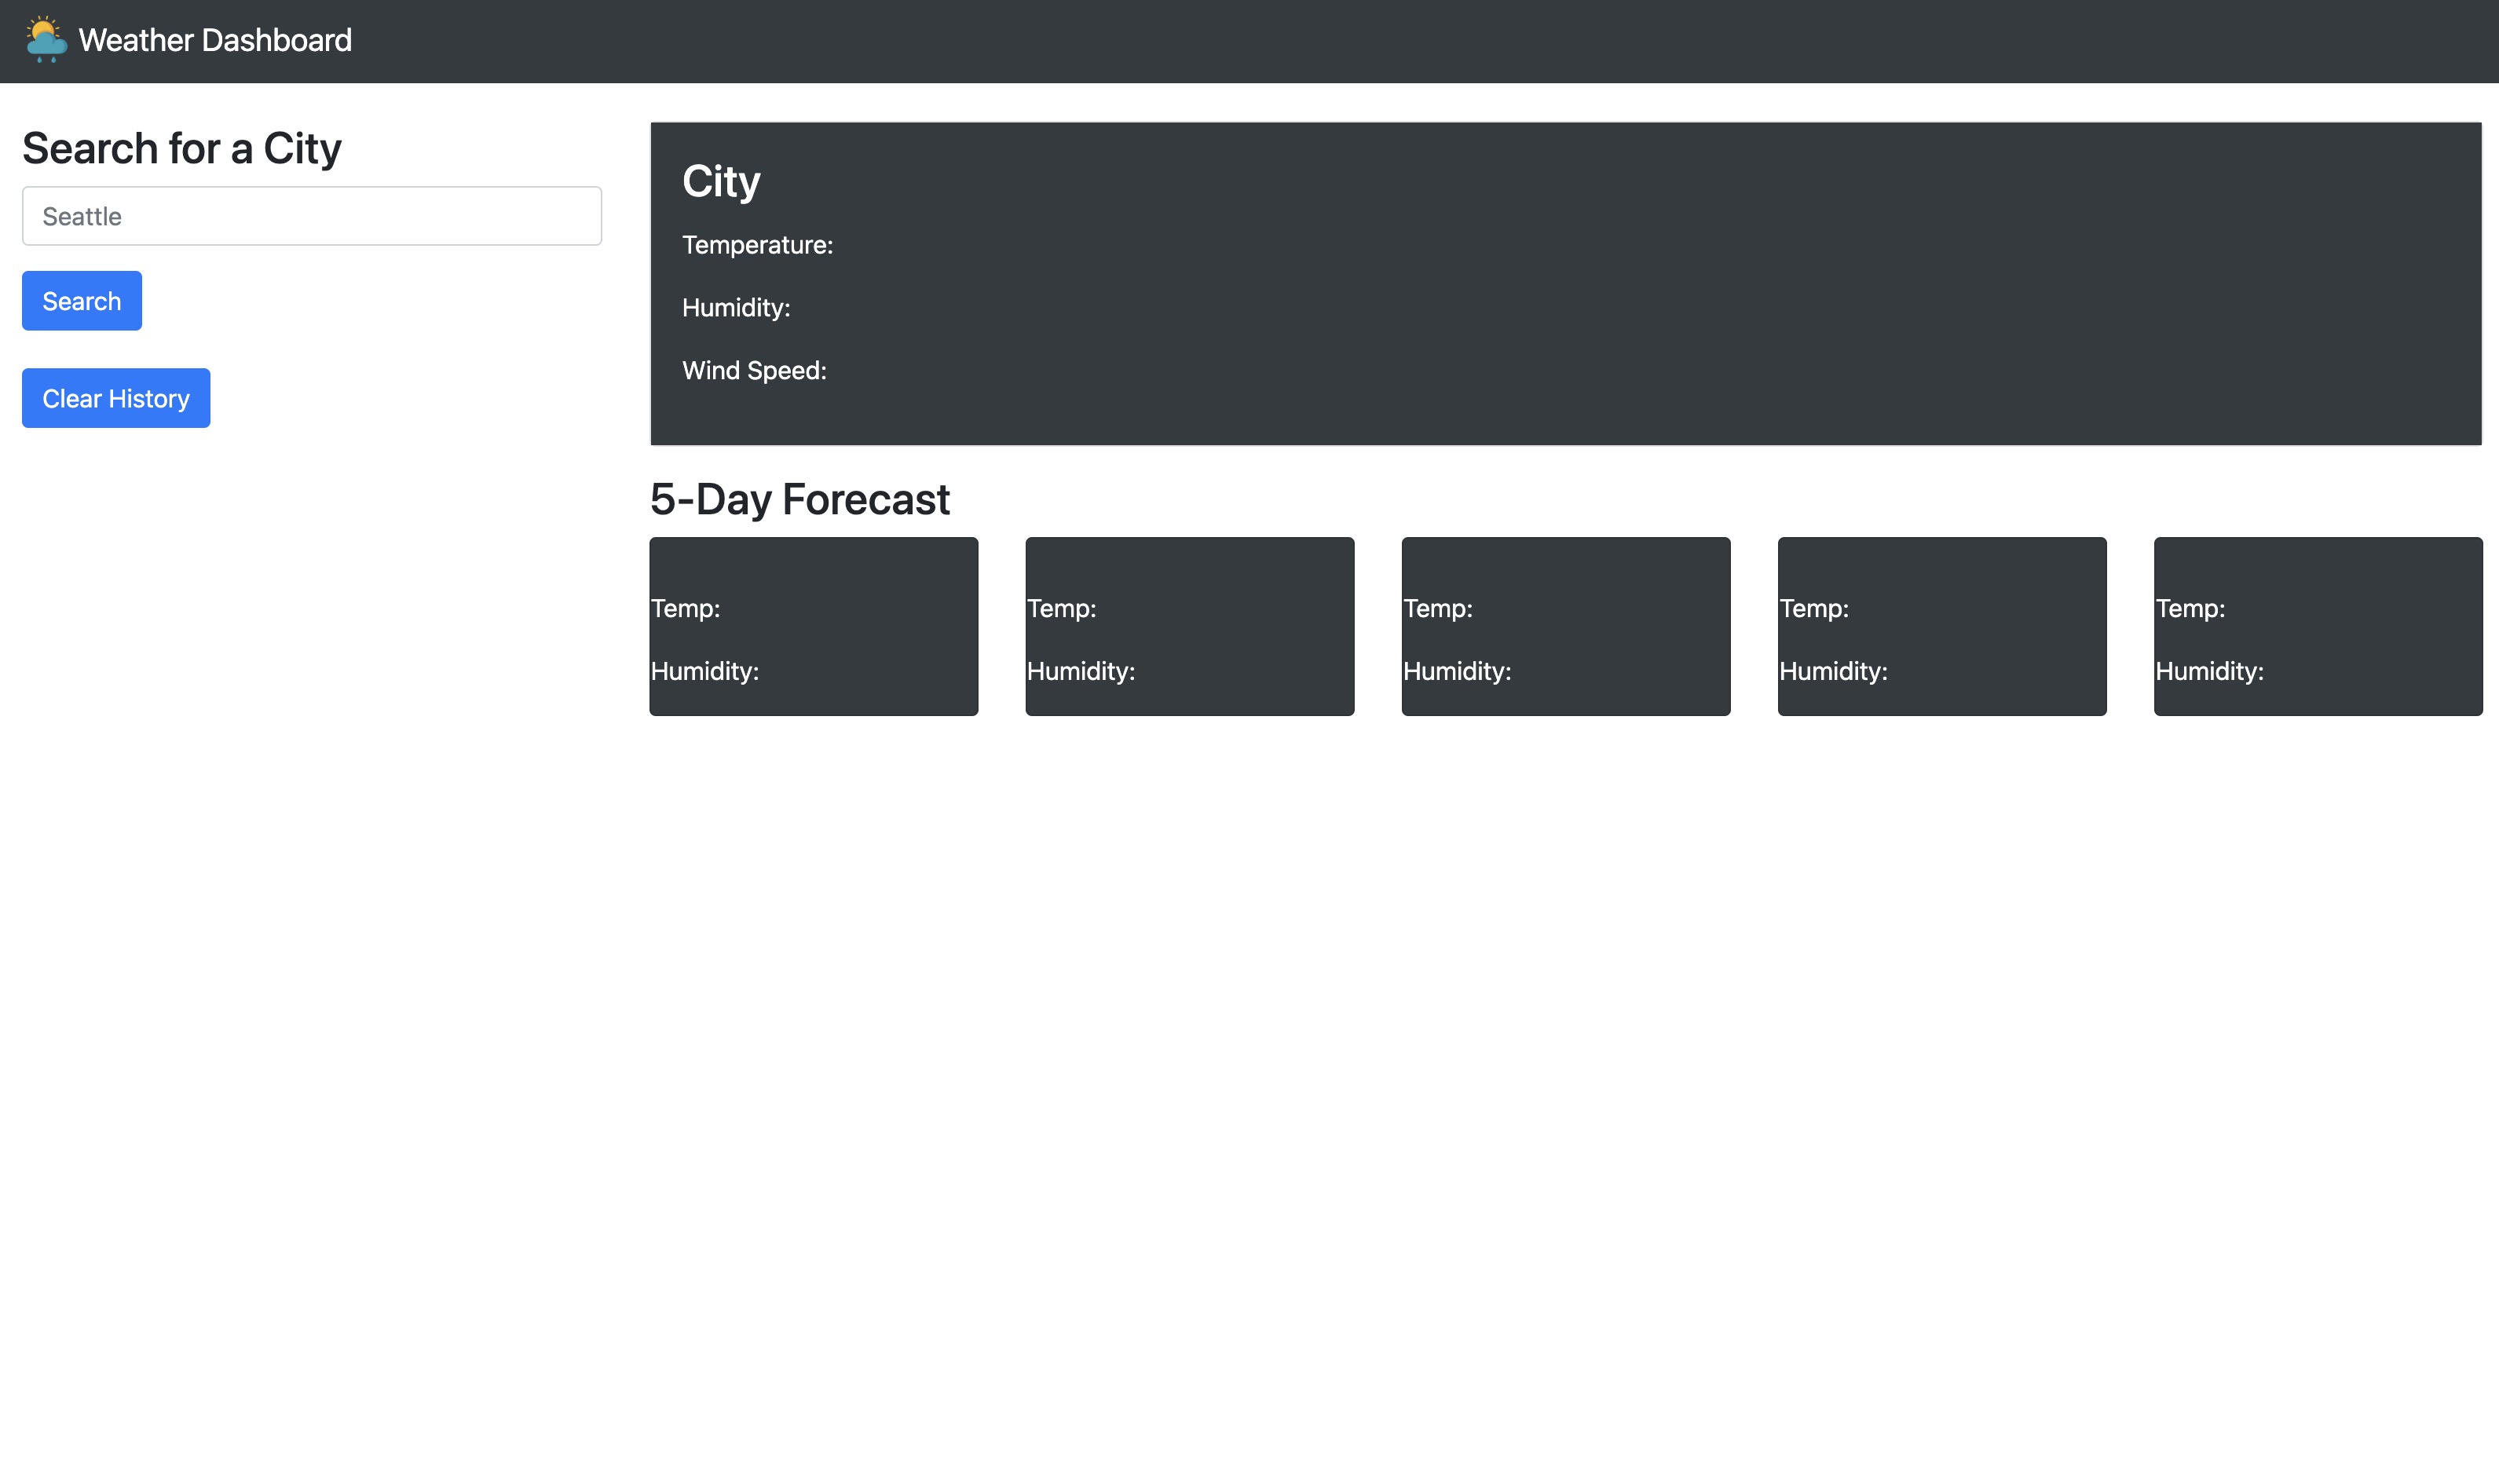 Weather Dashboard
Search for a City
Seattle
Search
Clear History
City
Temperature:
Humidity:
Wind Speed:
5-Day Forecast
Temp:
Humidity:
Temp:
Humidity:
Temp:
Humidity:
Temp:
Humidity:
Temp:
Humidity: